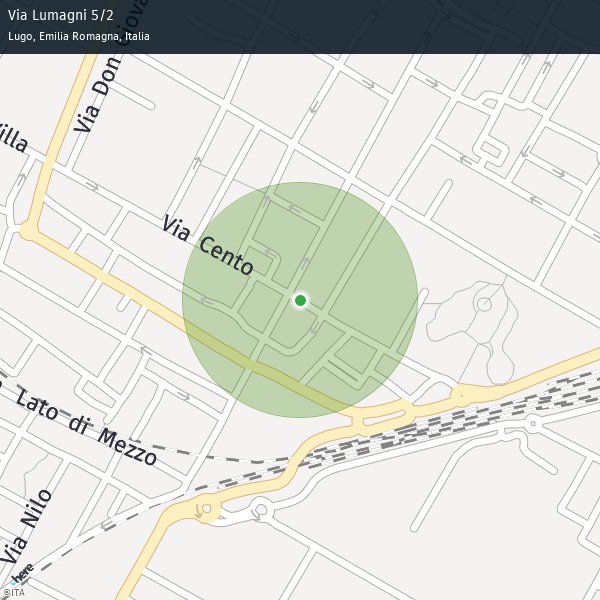 Via Lumagni 5/2
Lugo, Emilia Romagna, Italia
Via Don Giova
Villa
Via Cento
Lato di Mezzo
Via Nilo
here
©ITA